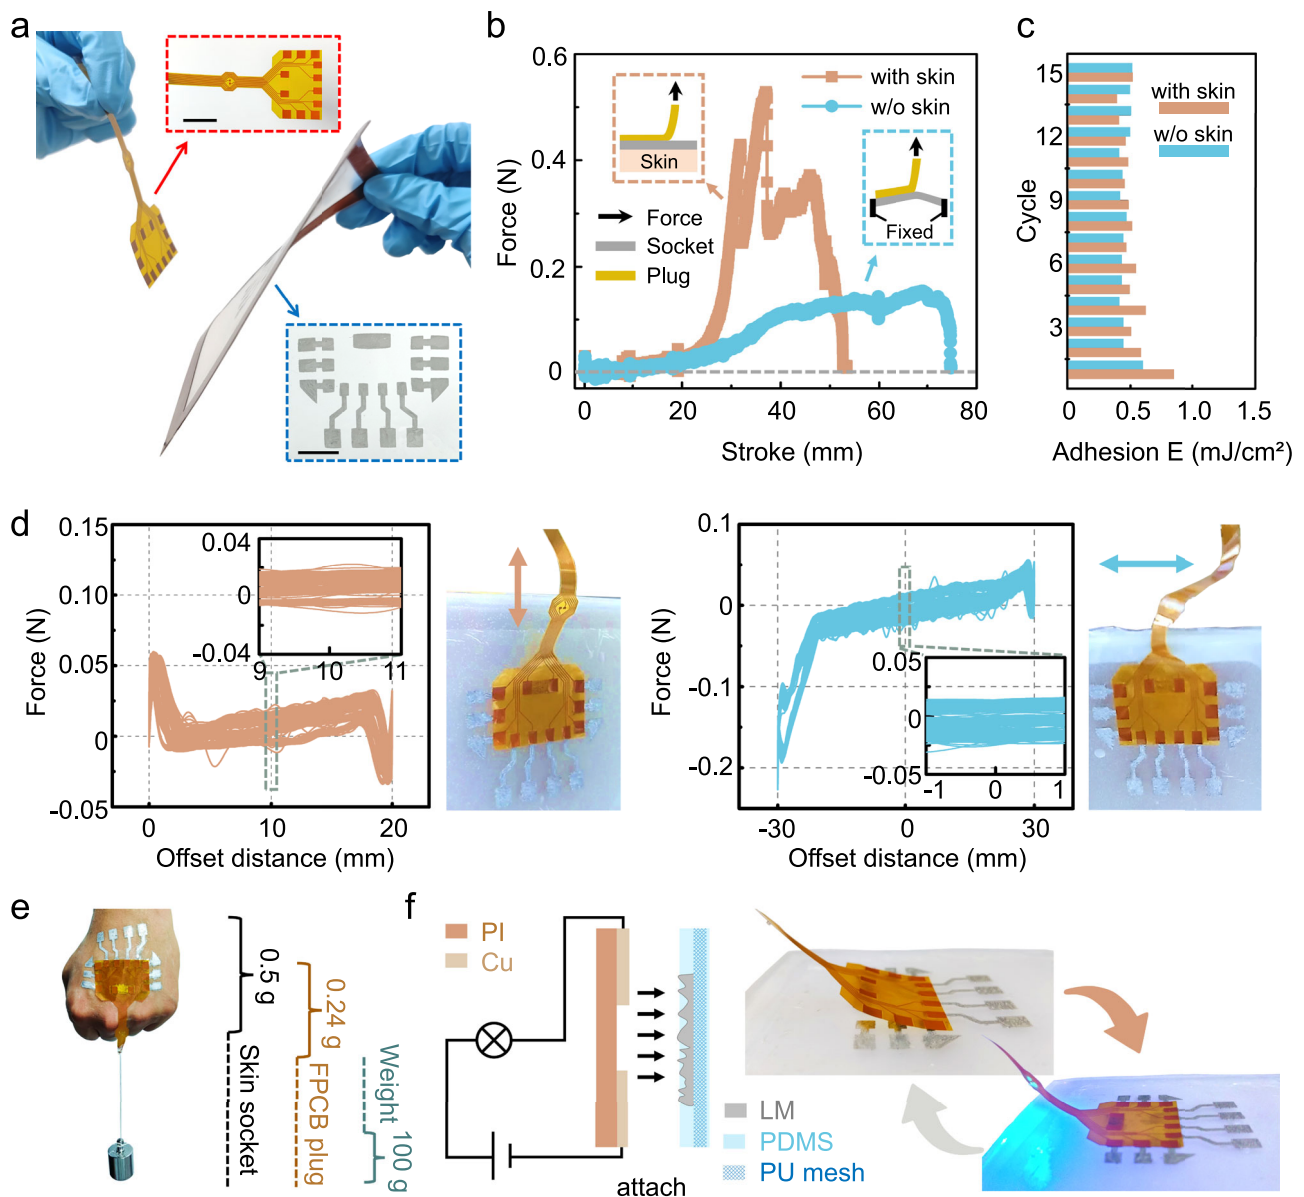 a
b
0.6
0.4
0.2
0
Force (N)
with skin
w/o skin
Skin
Force
Socket
Plug
Fixed
0
20
40
60
80
Stroke (mm)
c
15
12
9
6
3
Cycle
with skin
w/o skin
0
0.5
1.0
1.5
Adhesion E (mJ/cm²)
d
0.15
0.10
0.05
0
-0.05
Force (N)
0.04
0
-0.04
9
10
11
0
10
20
Offset distance (mm)
0.1
0
-0.1
-0.2
Force (N)
0.05
0
-0.05
-1
0
1
-30
0
30
Offset distance (mm)
e
0.5 g
Skin socket
0.24 g
FPCB plug
Weight
100 g
f
PI
Cu
LM
PDMS
PU mesh
attach